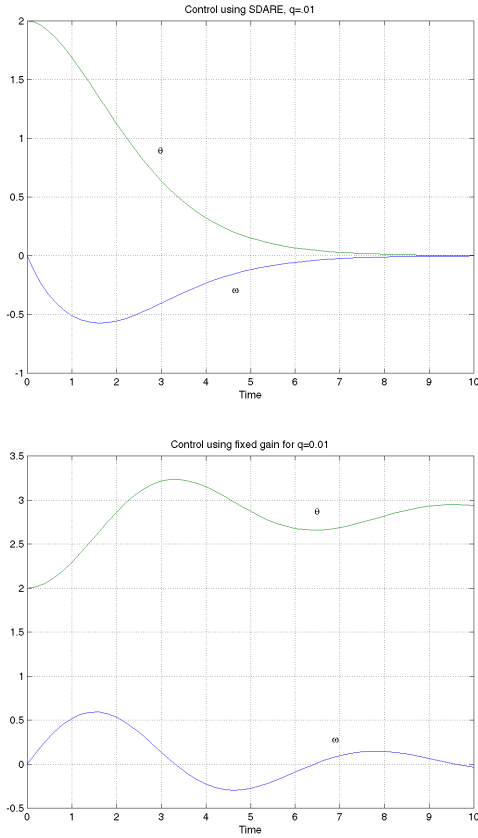 Control using SDARE, q=.01
2
1.5
1
θ
0.5
0
ω
-0.5
-1
0 1 2 3 4 5 6 7 8 9 10
Time
Control using fixed gain for q=0.01
3.5
3
θ
2.5
2
1.5
1
0.5
ω
0
-0.5
0 1 2 3 4 5 6 7 8 9 10
Time